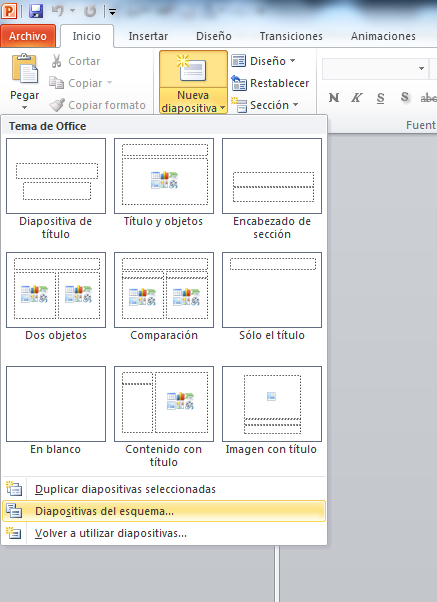 P
Archivo Inicio Insertar Diseño Transiciones Animaciones
Pegar
Cortar
Copiar
Copiar formato
Nueva
diapositiva
Diseño
Restablecer
Sección
N K S S abc
Fuent
Tema de Office
Diapositiva de
título
Título y objetos
Encabezado de
sección
Dos objetos
Comparación
Sólo el título
En blanco
Contenido con
título
Imagen con título
Duplicar diapositivas seleccionadas
Diapositivas del esquema...
Volver a utilizar diapositivas...